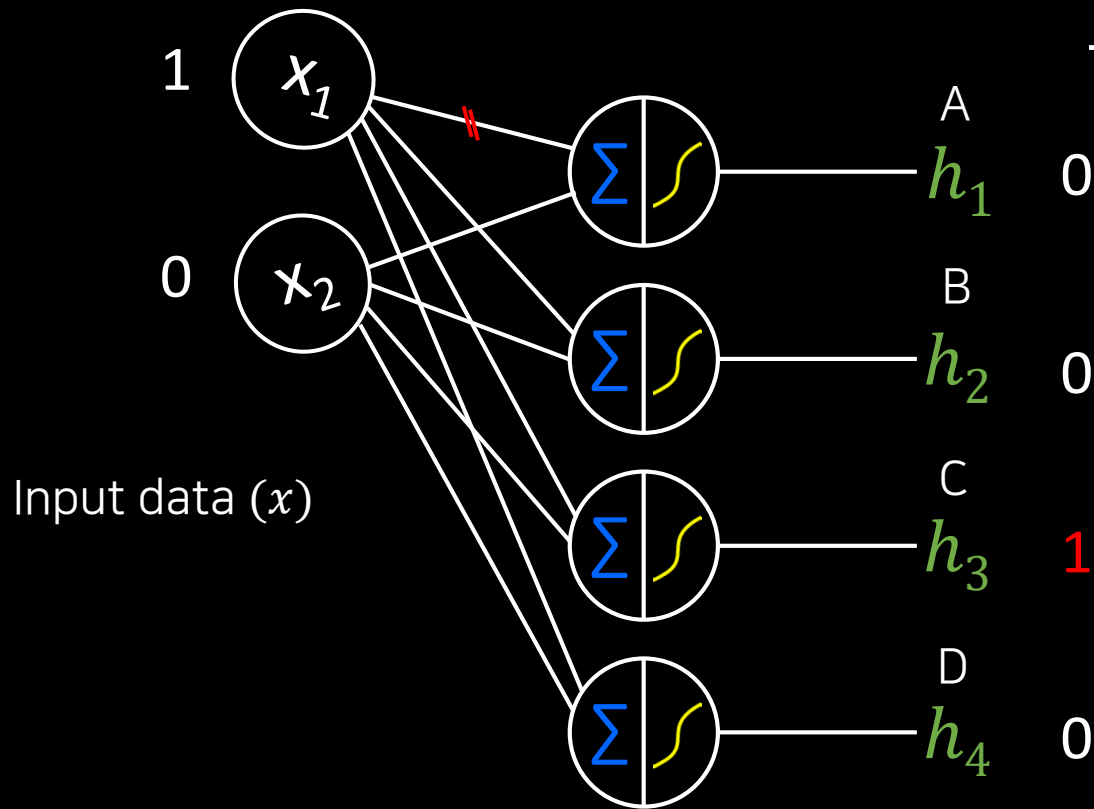 1
x₁
0
x₂
Input data (x)
Σ
Σ
Σ
Σ
A
h₁
0
B
h₂
0
C
h₃
1
D
h₄
0